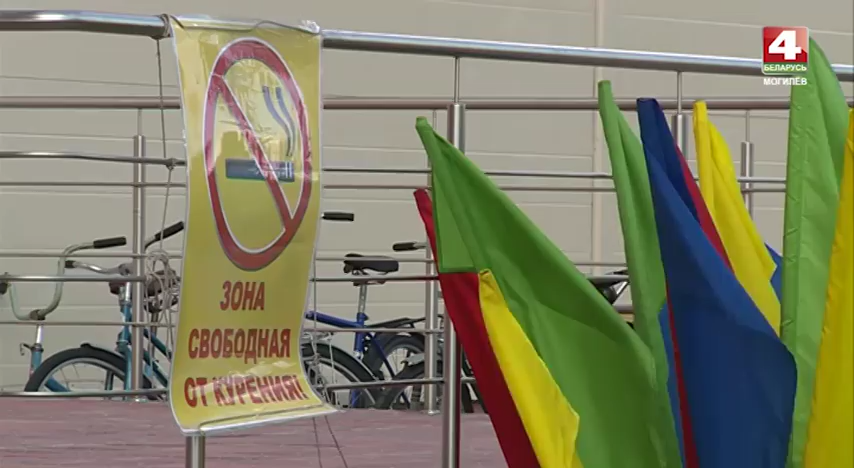 4
БЕЛАРУСЬ
МОГИЛЁВ
ЗОНА
СВОБОДНАЯ
ОТ КУРЕНИЯ!